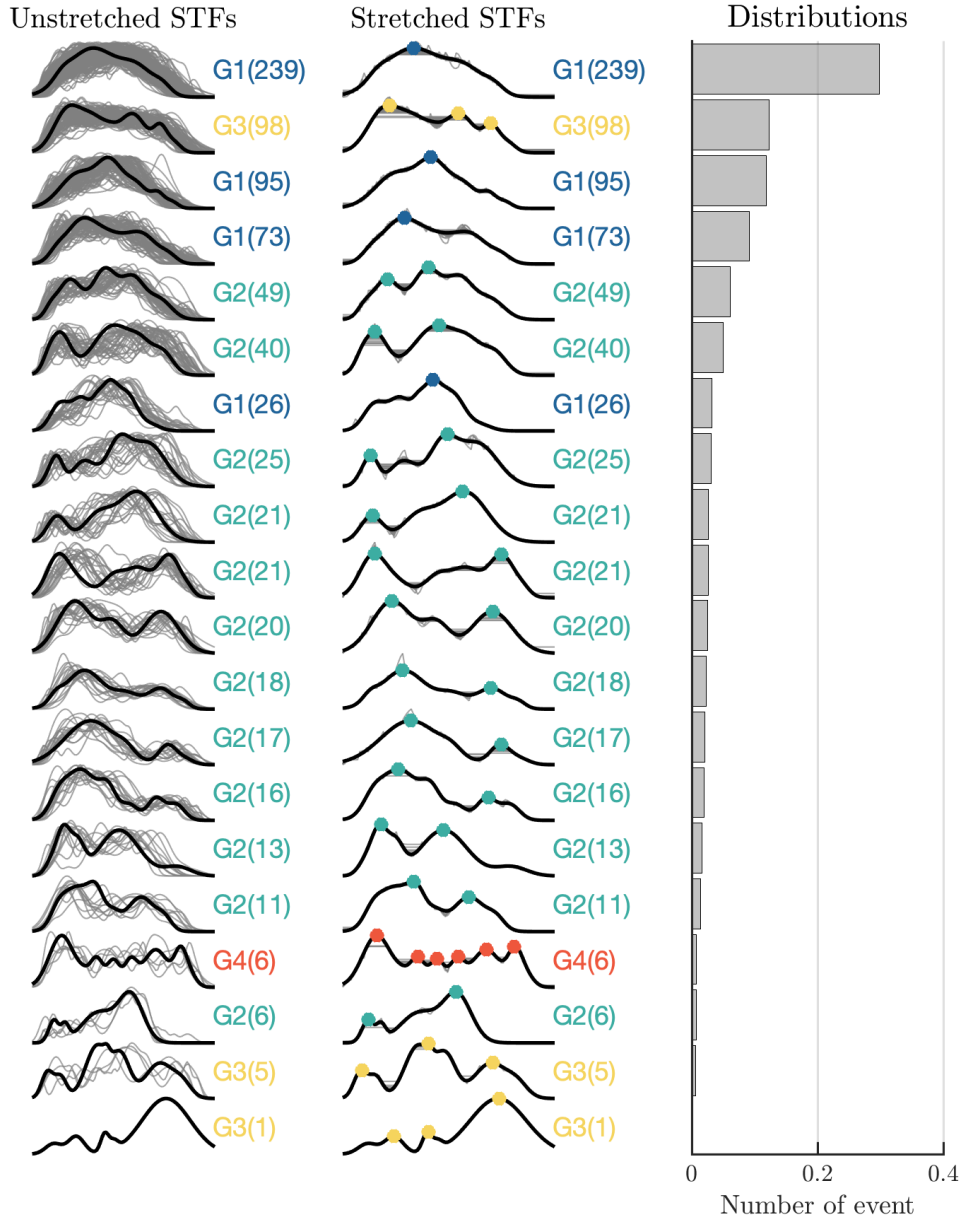 Unstretched STFs Stretched STFs Distributions
G1(239) G1(239)
G3(98) G3(98)
G1(95) G1(95)
G1(73) G1(73)
G2(49) G2(49)
G2(40) G2(40)
G1(26) G1(26)
G2(25) G2(25)
G2(21) G2(21)
G2(21) G2(21)
G2(20) G2(20)
G2(18) G2(18)
G2(17) G2(17)
G2(16) G2(16)
G2(13) G2(13)
G2(11) G2(11)
G4(6) G4(6)
G2(6) G2(6)
G3(5) G3(5)
G3(1) G3(1)
0 0.2 0.4
Number of event